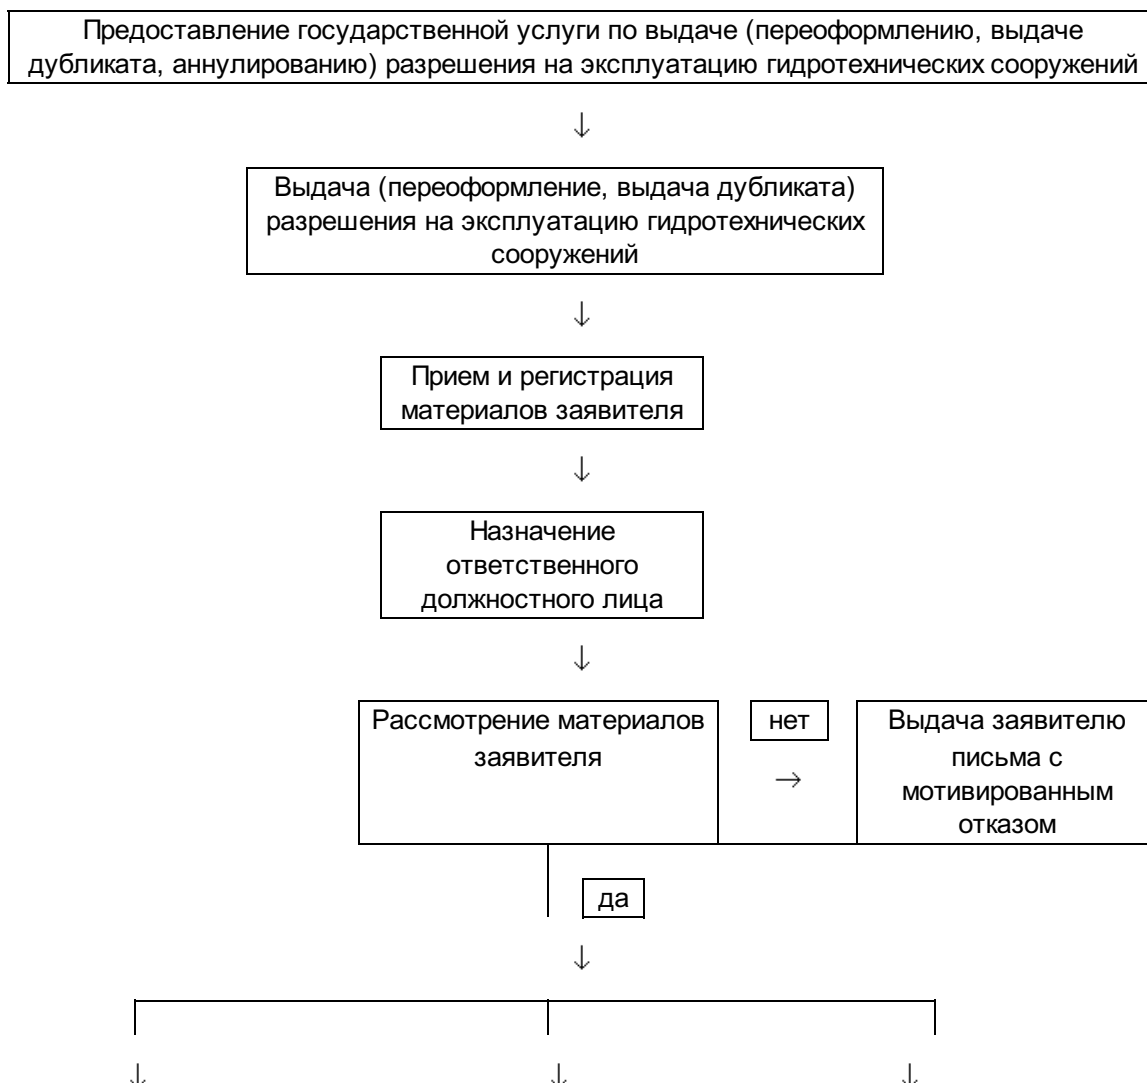 Предоставление государственной услуги по выдаче (переоформлению, выдаче
дубликата, аннулированию) разрешения на эксплуатацию гидротехнических сооружений
↓
Выдача (переоформление, выдача дубликата)
разрешения на эксплуатацию гидротехнических
сооружений
↓
Прием и регистрация
материалов заявителя
↓
Назначение
ответственного
должностного лица
↓
Рассмотрение материалов
заявителя
нет
→
Выдача заявителю
письма с
мотивированным
отказом
да
↓
↓ ↓ ↓